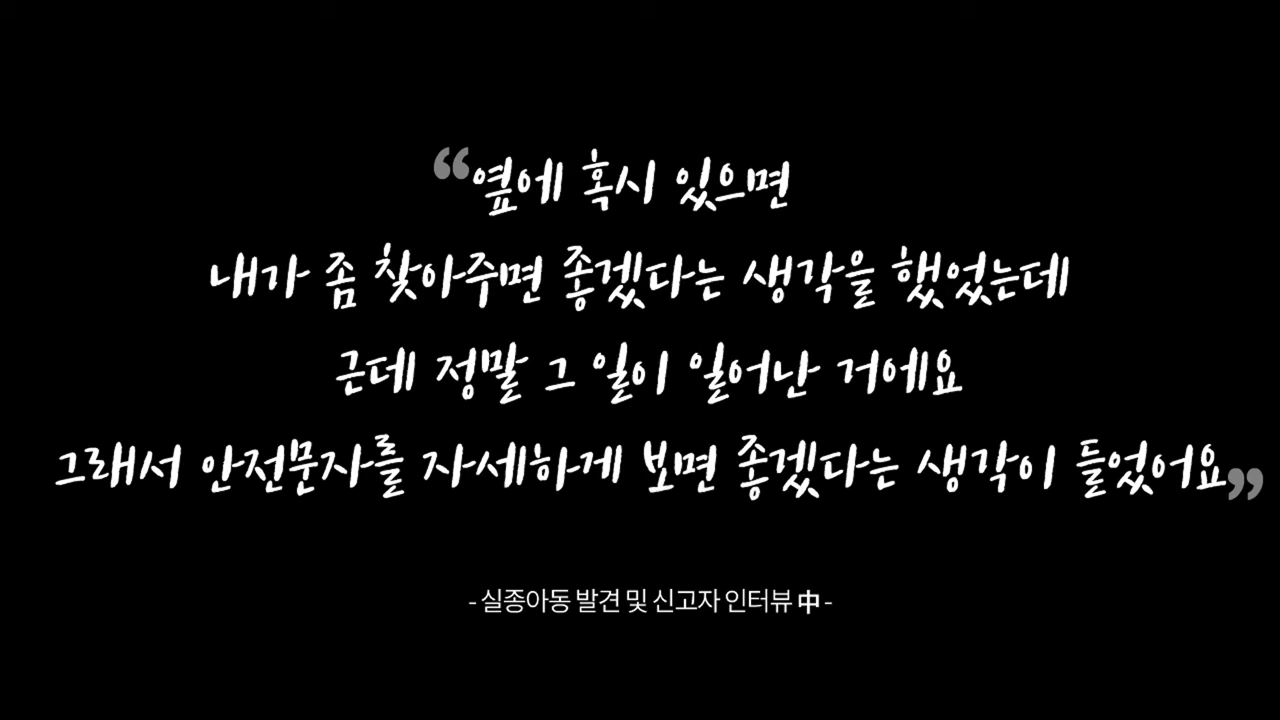 “옆에 혹시 있으면
내가 좀 찾아주면 좋겠다는 생각을 했었는데
근데 정말 그 일이 일어난 거에요
그래서 안전문자를 자세하게 보면 좋겠다는 생각이 들었어요”
- 실종아동 발견 및 신고자 인터뷰 中 -